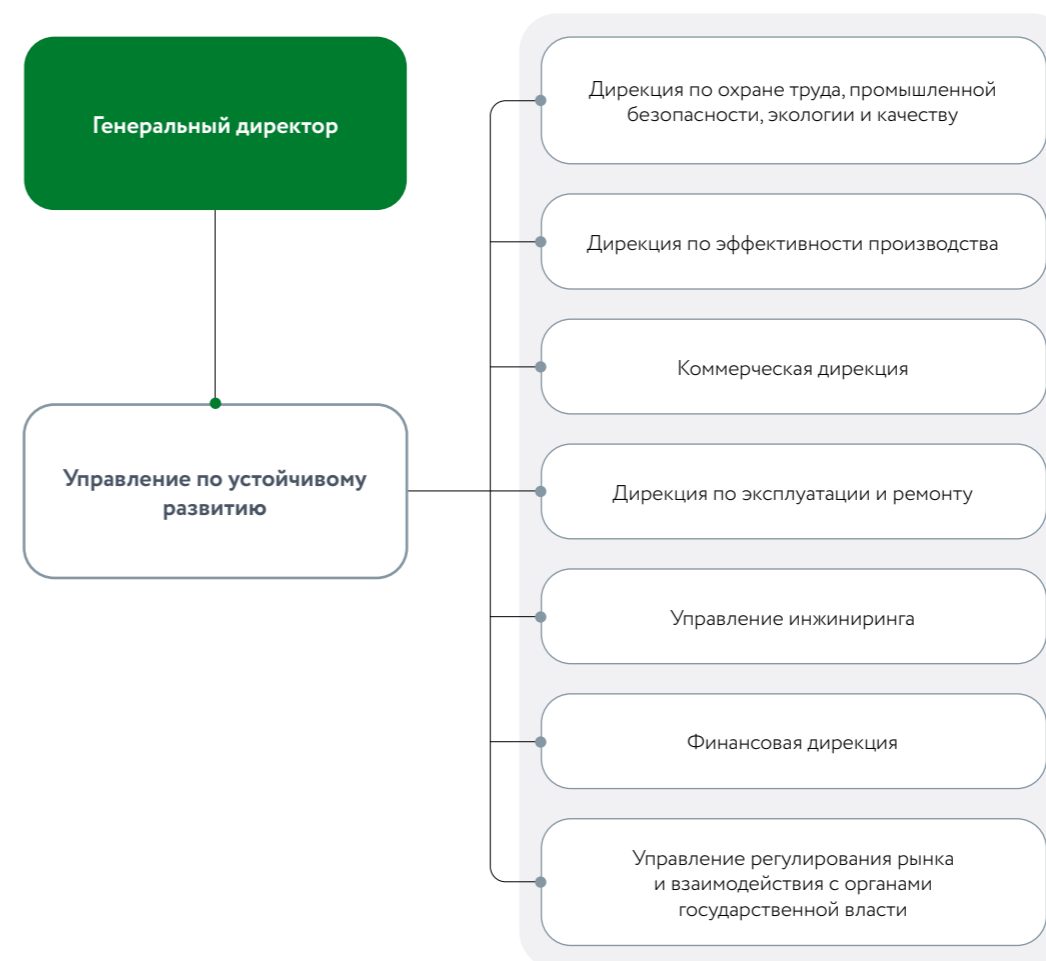 Генеральный директор
Управление по устойчивому
развитию
Дирекция по охране труда, промышленной
безопасности, экологии и качеству
Дирекция по эффективности производства
Коммерческая дирекция
Дирекция по эксплуатации и ремонту
Управление инжиниринга
Финансовая дирекция
Управление регулирования рынка
и взаимодействия с органами
государственной власти